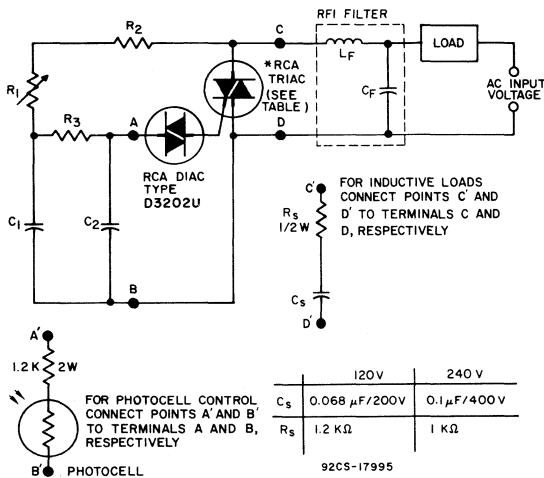 RFI FILTER
R2
C
LF
LOAD
*RCA
TRIAC
(SEE
TABLE)
CF
AC INPUT
VOLTAGE
R1
R3
A
D
RCA DIAC
TYPE
D3202U
C1
C2
B
C'
RS
1/2 W
CS
D'
FOR INDUCTIVE LOADS
CONNECT POINTS C' AND
D' TO TERMINALS C AND
D, RESPECTIVELY
A'
1.2 K
2W
FOR PHOTOCELL CONTROL
CONNECT POINTS A' AND B'
TO TERMINALS A AND B,
RESPECTIVELY
B'
PHOTOCELL
120V 240 V
CS 0.068 µF/200V 0.1 µF/400 V
RS 1.2 KΩ 1 KΩ
92CS-17995